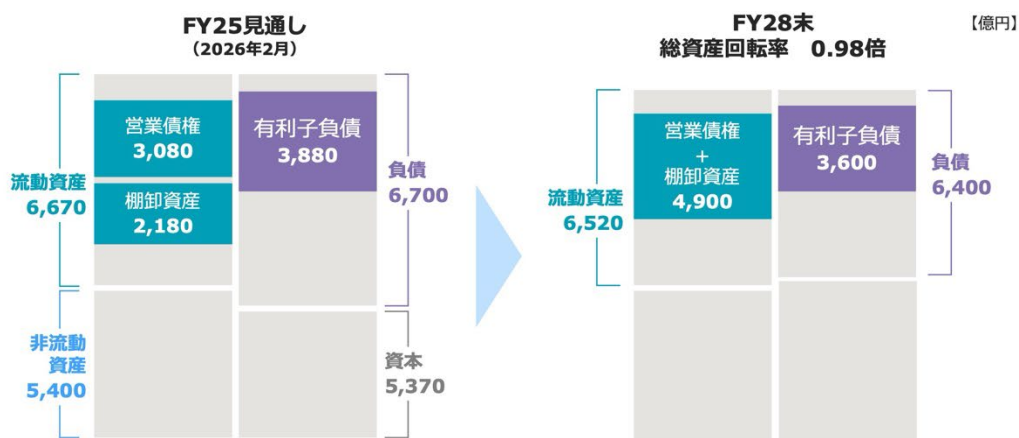 FY25見通し
（2026年2月）
流動資産
6,670
営業債権
3,080
棚卸資産
2,180
有利子負債
3,880
負債
6,700
非流動
資産
5,400
資本
5,370
FY28末
総資産回転率 0.98倍
【億円】
流動資産
6,520
営業債権
+
棚卸資産
4,900
有利子負債
3,600
負債
6,400